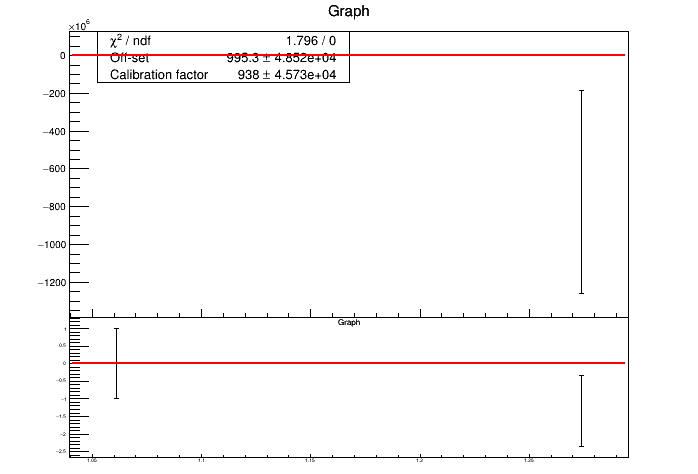 Graph
×10⁶
χ² / ndf 1.796 / 0
Off-set 995.3 ± 4.852e+04
Calibration factor 938 ± 4.573e+04
0
−200
−400
−600
−800
−1000
−1200
Graph
1
0.5
0
−0.5
−1
−1.5
−2
−2.5
1.05 1.1 1.15 1.2 1.25